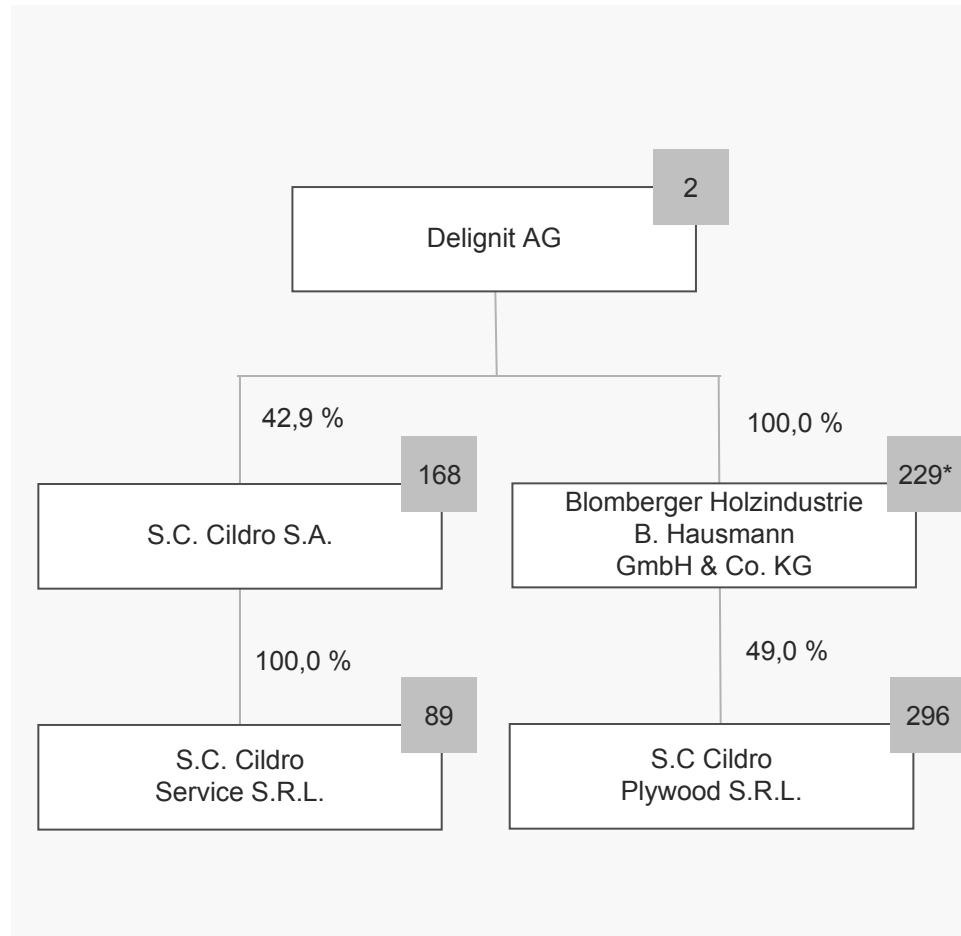 2
Delignit AG
42,9 %
100,0 %
168
229*
S.C. Cildro S.A.
Blomberger Holzindustrie
B. Hausmann
GmbH & Co. KG
100,0 %
49,0 %
89
296
S.C. Cildro
Service S.R.L.
S.C Cildro
Plywood S.R.L.